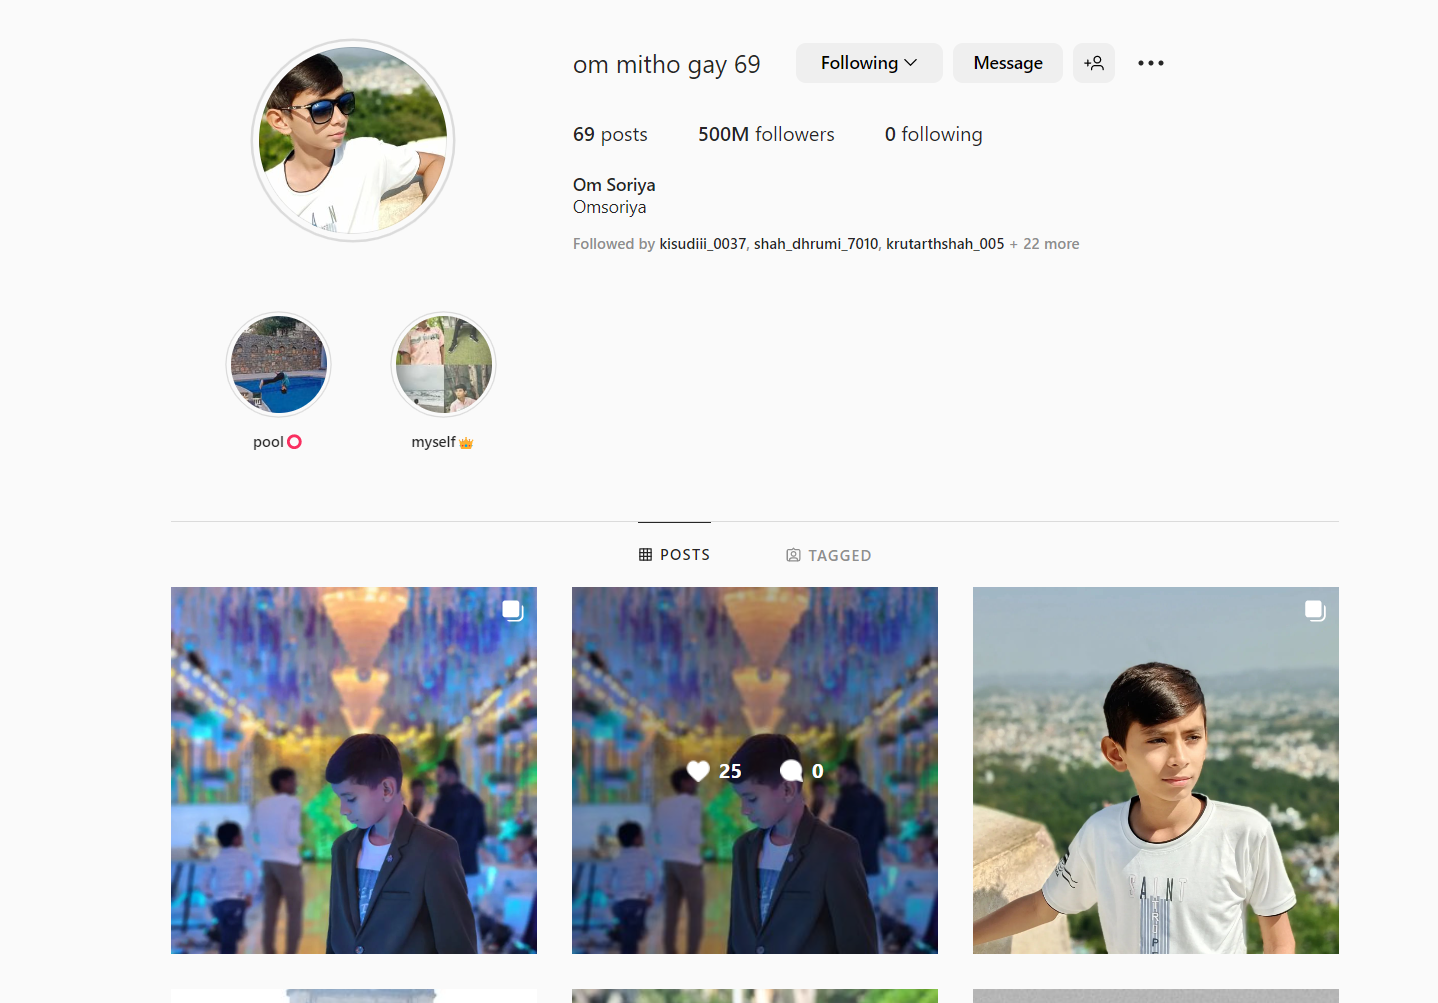 om mitho gay 69
Following
Message
69 posts
500M followers
0 following
Om Soriya
Omsoriya
Followed by kisudiii_0037, shah_dhrumi_7010, krutarthshah_005 + 22 more
pool⭕
myself👑
POSTS
TAGGED
25
0
SAINT
TROP